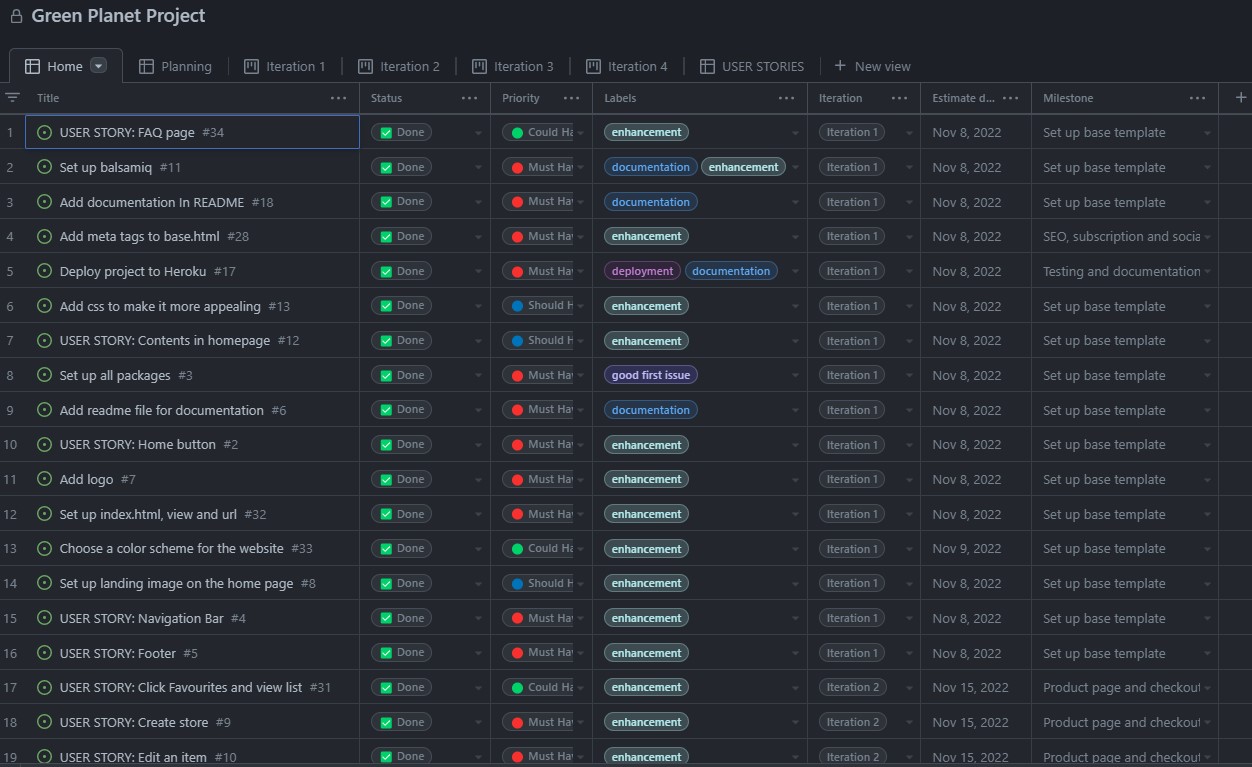 Green Planet Project
Home Planning Iteration 1 Iteration 2 Iteration 3 Iteration 4 USER STORIES + New view
Title ... Status ... Priority ... Labels ... Iteration ... Estimate d... ... Milestone ... +
1 USER STORY: FAQ page #34 Done Could Ha enhancement Iteration 1 Nov 8, 2022 Set up base template
2 Set up balsamiq #11 Done Must Ha documentation enhancement Iteration 1 Nov 8, 2022 Set up base template
3 Add documentation In README #18 Done Must Ha documentation Iteration 1 Nov 8, 2022 Set up base template
4 Add meta tags to base.html #28 Done Must Ha enhancement Iteration 1 Nov 8, 2022 SEO, subscription and socia
5 Deploy project to Heroku #17 Done Must Ha deployment documentation Iteration 1 Nov 8, 2022 Testing and documentation
6 Add css to make it more appealing #13 Done Should H enhancement Iteration 1 Nov 8, 2022 Set up base template
7 USER STORY: Contents in homepage #12 Done Should H enhancement Iteration 1 Nov 8, 2022 Set up base template
8 Set up all packages #3 Done Must Ha good first issue Iteration 1 Nov 8, 2022 Set up base template
9 Add readme file for documentation #6 Done Must Ha documentation Iteration 1 Nov 8, 2022 Set up base template
10 USER STORY: Home button #2 Done Must Ha enhancement Iteration 1 Nov 8, 2022 Set up base template
11 Add logo #7 Done Must Ha enhancement Iteration 1 Nov 8, 2022 Set up base template
12 Set up index.html, view and url #32 Done Must Ha enhancement Iteration 1 Nov 8, 2022 Set up base template
13 Choose a color scheme for the website #33 Done Could Ha enhancement Iteration 1 Nov 9, 2022 Set up base template
14 Set up landing image on the home page #8 Done Should H enhancement Iteration 1 Nov 8, 2022 Set up base template
15 USER STORY: Navigation Bar #4 Done Must Ha enhancement Iteration 1 Nov 8, 2022 Set up base template
16 USER STORY: Footer #5 Done Must Ha enhancement Iteration 1 Nov 8, 2022 Set up base template
17 USER STORY: Click Favourites and view list #31 Done Could Ha enhancement Iteration 2 Nov 15, 2022 Product page and checkout
18 USER STORY: Create store #9 Done Must Ha enhancement Iteration 2 Nov 15, 2022 Product page and checkout
19 USER STORY: Edit an item #10 Done Must Ha enhancement Iteration 2 Nov 15, 2022 Product page and checkout